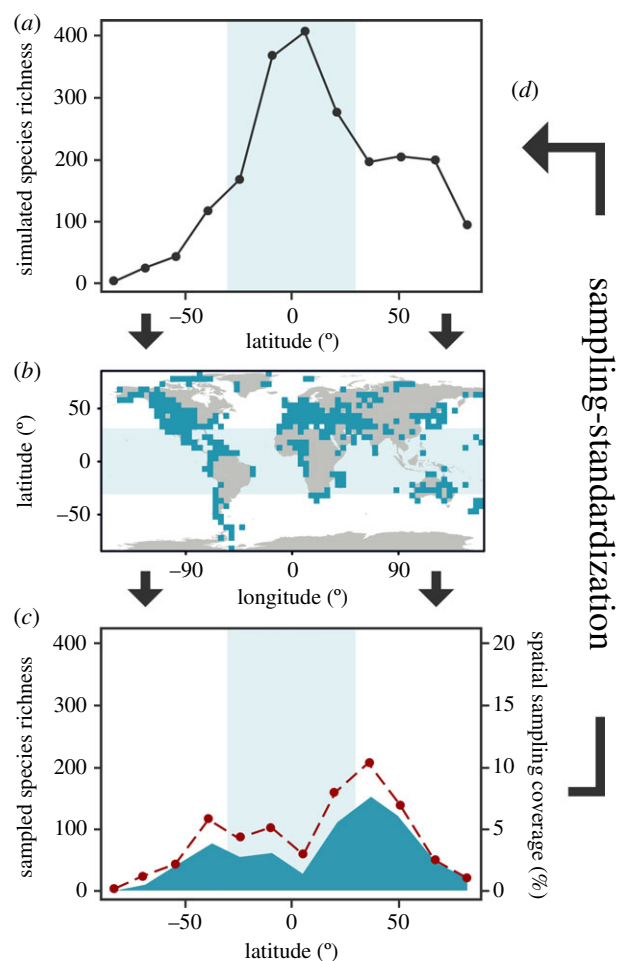 (a)
simulated species richness
400
300
200
100
0
–50
0
50
latitude (º)
(d)
sampling-standardization
(b)
latitude (º)
50
0
–50
–90
0
90
longitude (º)
(c)
sampled species richness
400
300
200
100
0
20
15
10
5
0
spatial sampling coverage (%)
–50
0
50
latitude (º)